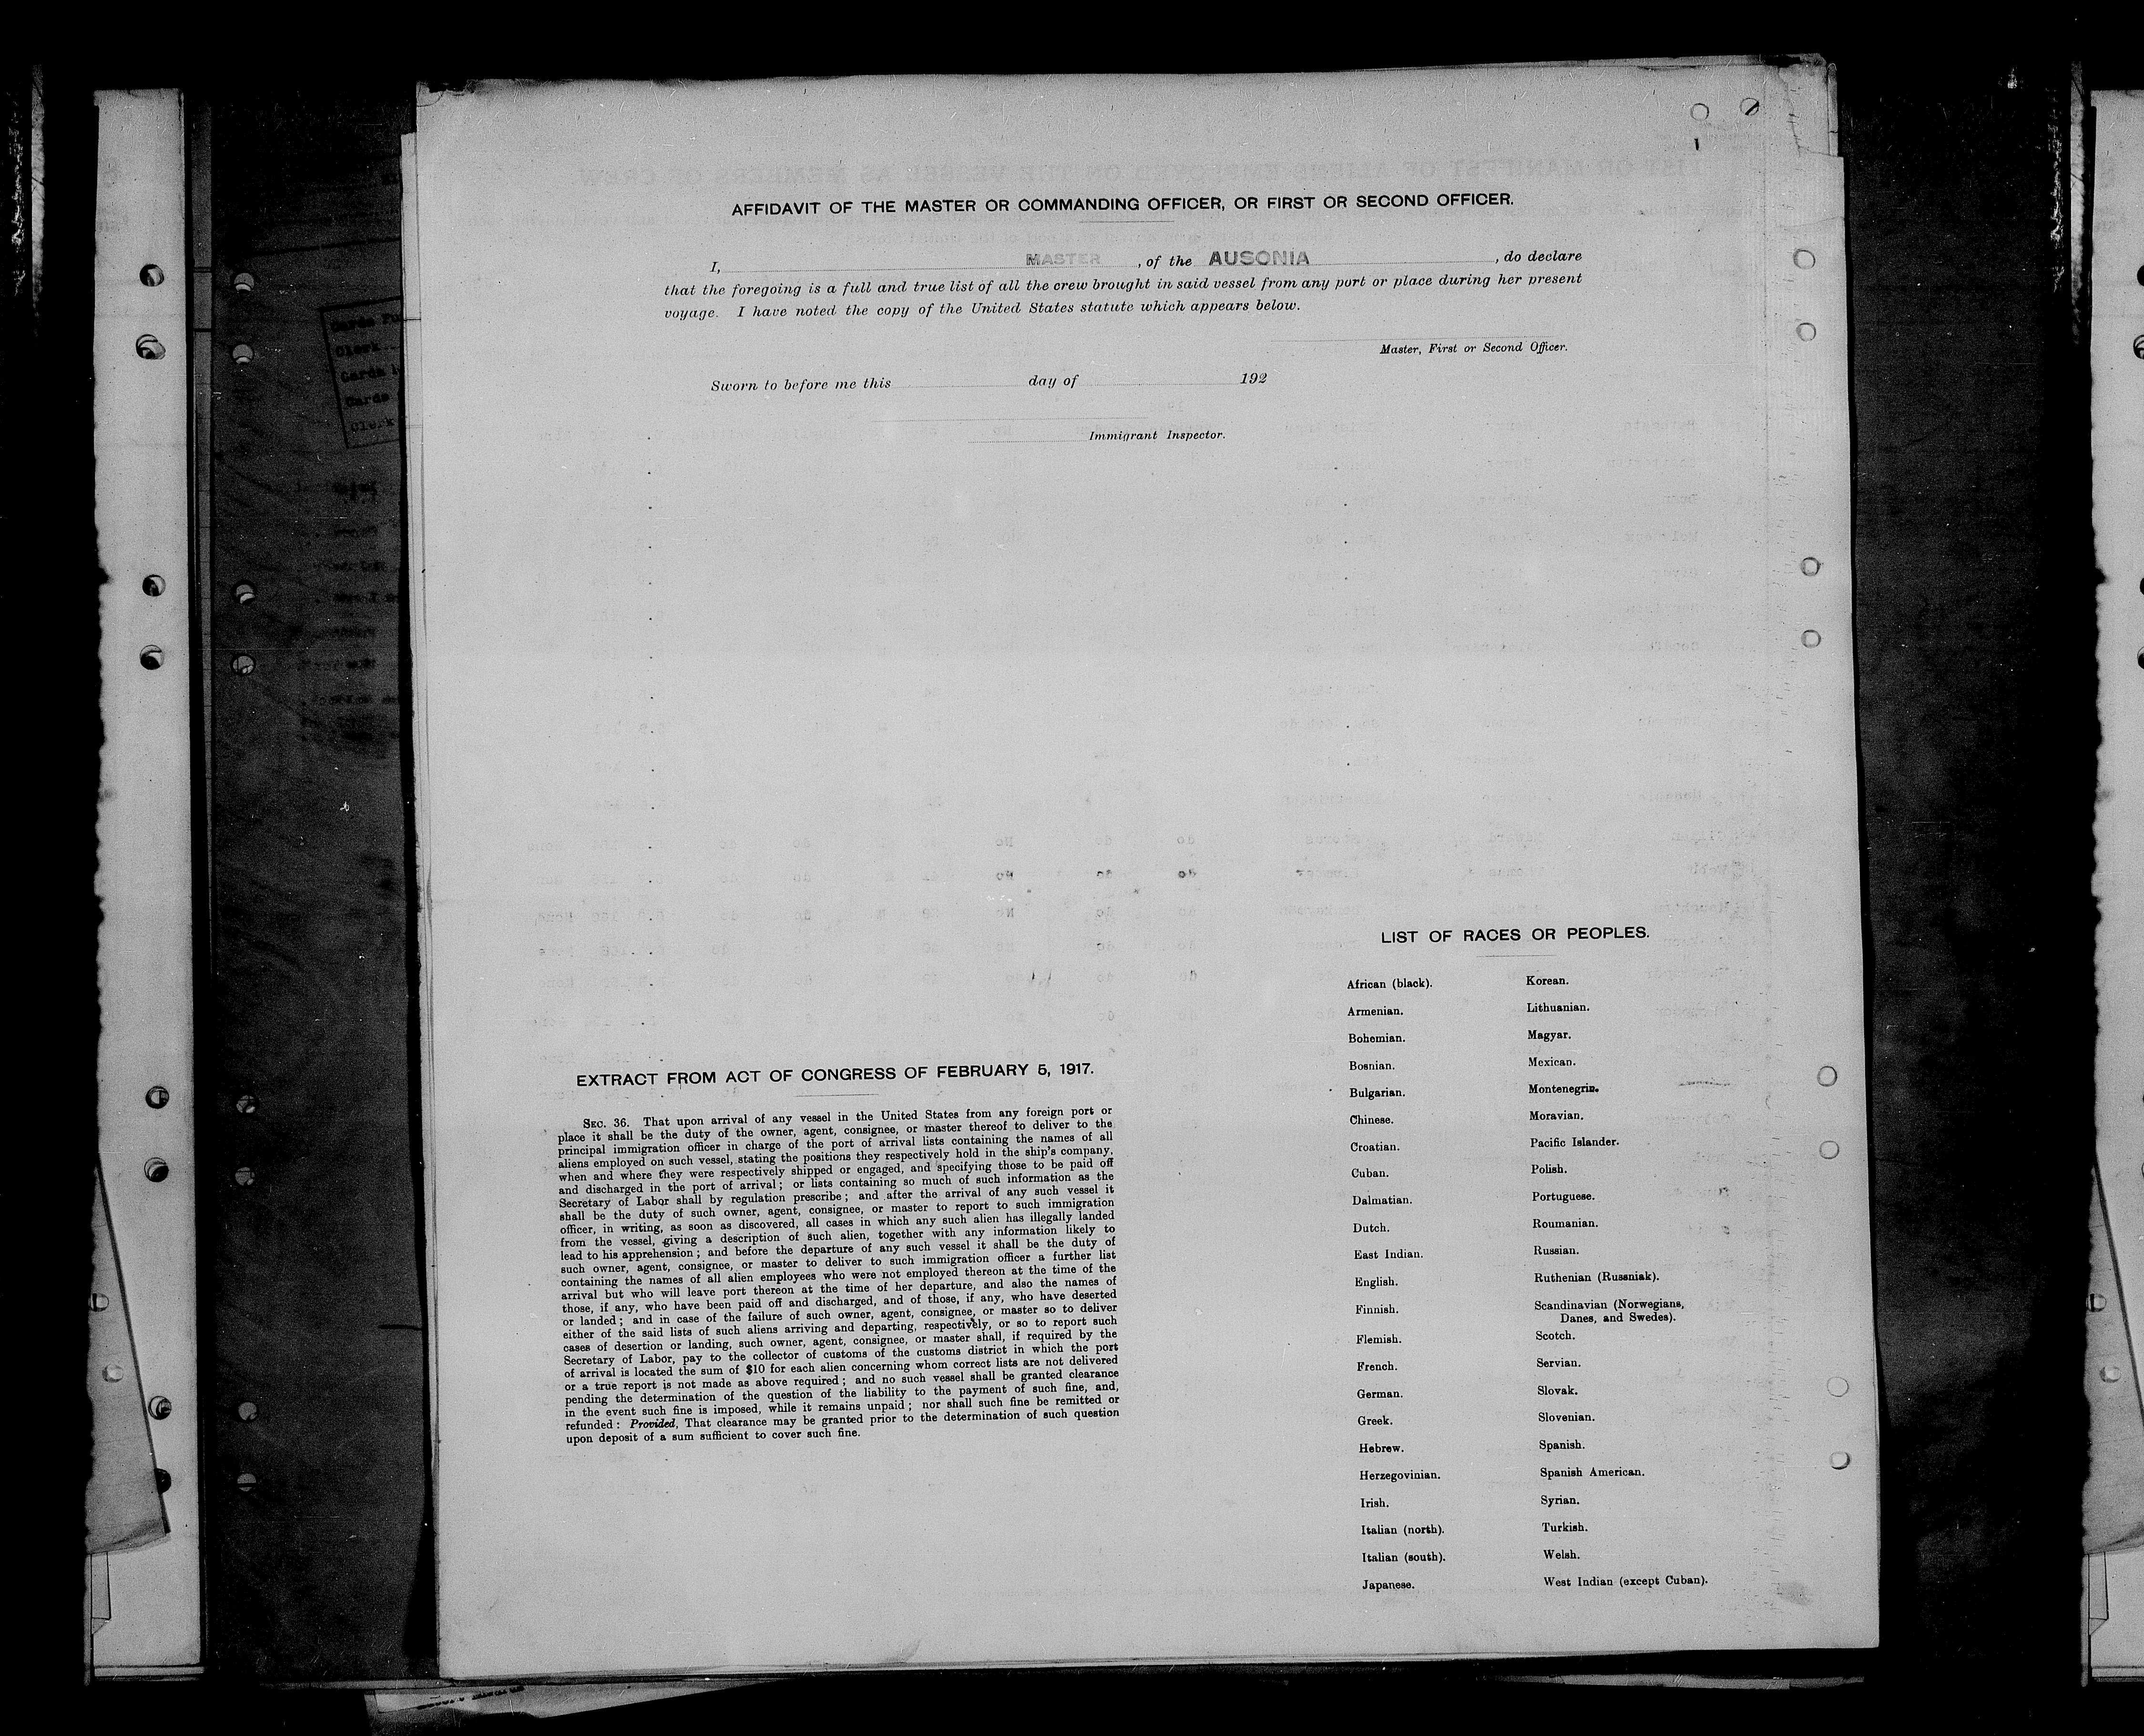 AFFIDAVIT OF THE MASTER OR COMMANDING OFFICER, OR FIRST OR SECOND OFFICER.
I, MASTER, of the AUSONIA, do declare
that the foregoing is a full and true list of all the crew brought in said vessel from any port or place during her present
voyage. I have noted the copy of the United States statute which appears below.
Master, First or Second Officer.
Sworn to before me this day of 192
Immigrant Inspector.
EXTRACT FROM ACT OF CONGRESS OF FEBRUARY 5, 1917.
SEC. 36. That upon arrival of any vessel in the United States from any foreign port or
place it shall be the duty of the owner, agent, consignee, or master thereof to deliver to the
principal immigration officer in charge of the port of arrival lists containing the names of all
aliens employed on such vessel, stating the positions they respectively hold in the ship's company,
when and where they were respectively shipped or engaged, and specifying those to be paid off
and discharged in the port of arrival; or lists containing so much of such information as the
Secretary of Labor shall by regulation prescribe; and after the arrival of any such vessel it
shall be the duty of such owner, agent, consignee, or master to report to such immigration
officer, in writing, as soon as discovered, all cases in which any such alien has illegally landed
from the vessel, giving a description of such alien, together with any information likely to
lead to his apprehension; and before the departure of any such vessel it shall be the duty of
such owner, agent, consignee, or master to deliver to such immigration officer a further list
containing the names of all alien employees who were not employed thereon at the time of the
arrival but who will leave port thereon at the time of her departure, and also the names of
those, if any, who have been paid off and discharged, and of those, if any, who have deserted
or landed; and in case of the failure of such owner, agent, consignee, or master so to deliver
either of the said lists of such aliens arriving and departing, respectively, or so to report such
cases of desertion or landing, such owner, agent, consignee, or master shall, if required by the
Secretary of Labor, pay to the collector of customs of the customs district in which the port
of arrival is located the sum of $10 for each alien concerning whom correct lists are not delivered
or a true report is not made as above required; and no such vessel shall be granted clearance
pending the determination of the question of the liability to the payment of such fine, and,
in the event such fine is imposed, while it remains unpaid; nor shall such fine be remitted or
refunded: Provided, That clearance may be granted prior to the determination of such question
upon deposit of a sum sufficient to cover such fine.
LIST OF RACES OR PEOPLES.
African (black).
Armenian.
Bohemian.
Bosnian.
Bulgarian.
Chinese.
Croatian.
Cuban.
Dalmatian.
Dutch.
East Indian.
English.
Finnish.
Flemish.
French.
German.
Greek.
Hebrew.
Herzegovinian.
Irish.
Italian (north).
Italian (south).
Japanese.
Korean.
Lithuanian.
Magyar.
Mexican.
Montenegrin.
Moravian.
Pacific Islander.
Polish.
Portuguese.
Roumanian.
Russian.
Ruthenian (Russniak).
Scandinavian (Norwegians,
Danes, and Swedes).
Scotch.
Servian.
Slovak.
Slovenian.
Spanish.
Spanish American.
Syrian.
Turkish.
Welsh.
West Indian (except Cuban).